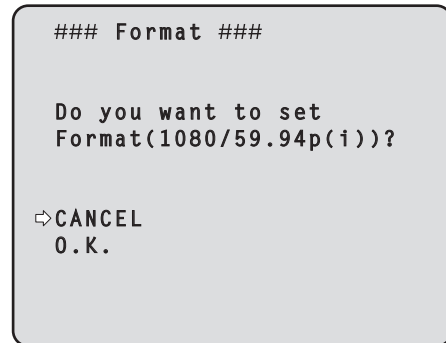 ### Format ###
Do you want to set
Format(1080/59.94p(i))?
⇨CANCEL
O.K.